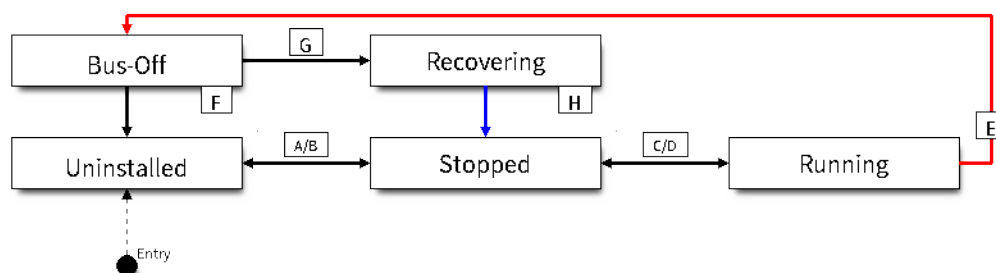 G
Bus-Off
Recovering
F
H
E
A/B
C/D
Uninstalled
Stopped
Running
Entry